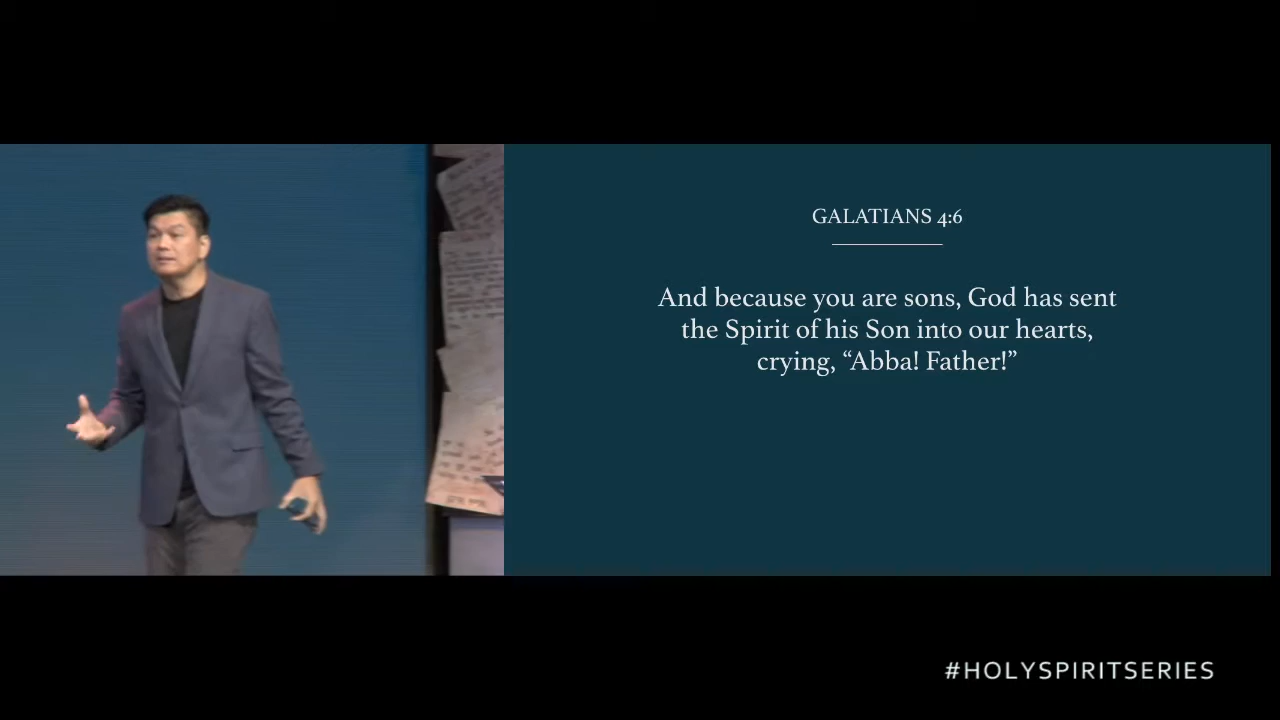 GALATIANS 4:6
And because you are sons, God has sent
the Spirit of his Son into our hearts,
crying, “Abba! Father!”
#HOLYSPIRITSERIES